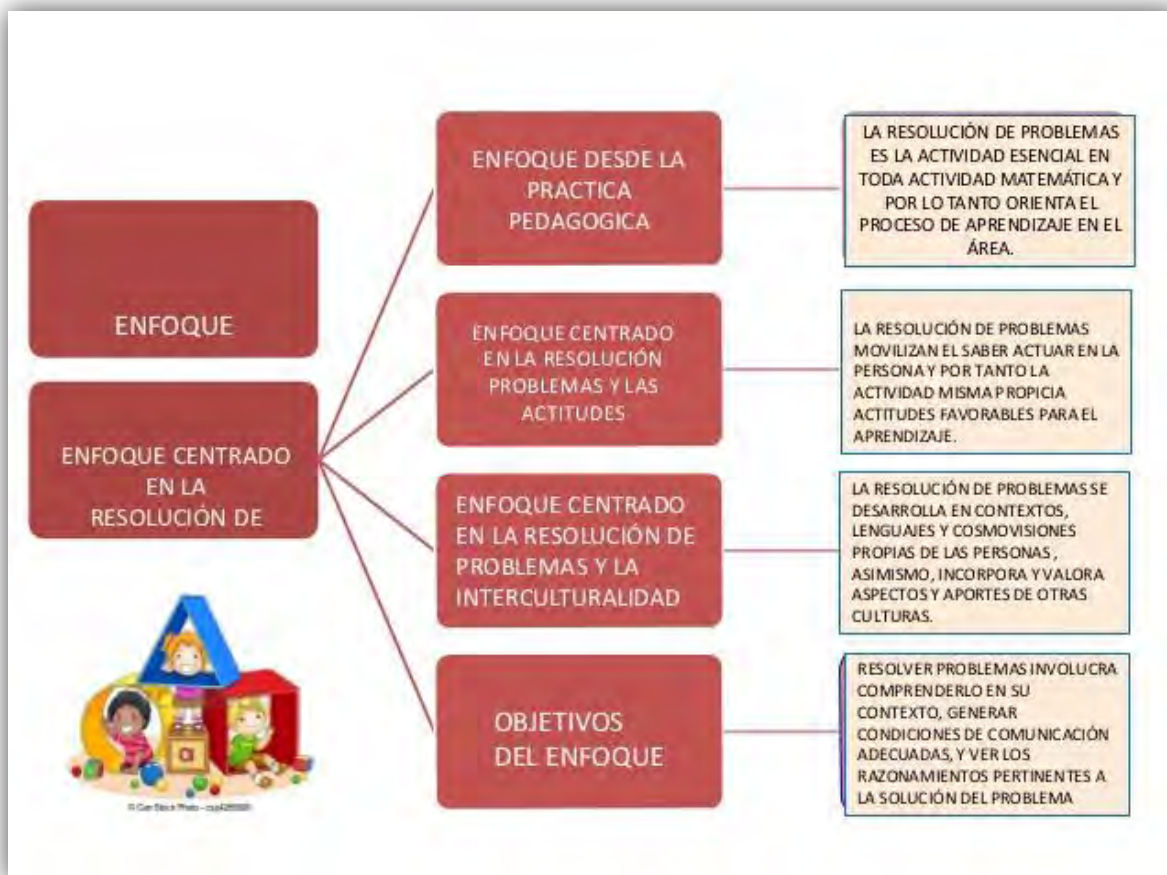 ENFOQUE
ENFOQUE CENTRADO
EN LA
RESOLUCIÓN DE
ENFOQUE DESDE LA
PRACTICA
PEDAGOGICA
LA RESOLUCIÓN DE PROBLEMAS
ES LA ACTIVIDAD ESENCIAL EN
TODA ACTIVIDAD MATEMÁTICA Y
POR LO TANTO ORIENTA EL
PROCESO DE APRENDIZAJE EN EL
ÁREA.
ENFOQUE CENTRADO
EN LA RESOLUCIÓN
PROBLEMAS Y LAS
ACTITUDES
LA RESOLUCIÓN DE PROBLEMAS
MOVILIZAN EL SABER ACTUAR EN LA
PERSONA Y POR TANTO LA
ACTIVIDAD MISMA PROPICIA
ACTITUDES FAVORABLES PARA EL
APRENDIZAJE.
ENFOQUE CENTRADO
EN LA RESOLUCIÓN DE
PROBLEMAS Y LA
INTERCULTURALIDAD
LA RESOLUCIÓN DE PROBLEMAS SE
DESARROLLA EN CONTEXTOS,
LENGUAJES Y COSMOVISIONES
PROPIAS DE LAS PERSONAS ,
ASIMISMO, INCORPORA Y VALORA
ASPECTOS Y APORTES DE OTRAS
CULTURAS.
OBJETIVOS
DEL ENFOQUE
RESOLVER PROBLEMAS INVOLUCRA
COMPRENDERLO EN SU
CONTEXTO, GENERAR
CONDICIONES DE COMUNICACIÓN
ADECUADAS, Y VER LOS
RAZONAMIENTOS PERTINENTES A
LA SOLUCIÓN DEL PROBLEMA
a
© Can Stock Photo